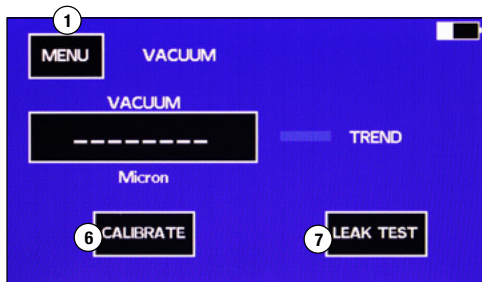 1
MENU VACUUM
VACUUM
--------
TREND
Micron
6 CALIBRATE
7 LEAK TEST